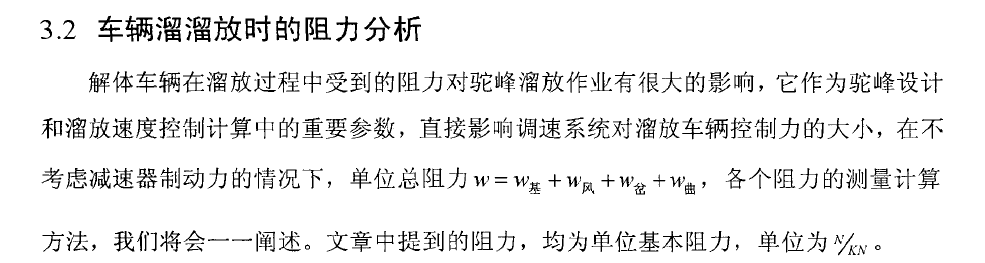 3.2 车辆溜溜放时的阻力分析
解体车辆在溜放过程中受到的阻力对驼峰溜放作业有很大的影响，它作为驼峰设计
和溜放速度控制计算中的重要参数，直接影响调速系统对溜放车辆控制力的大小，在不
考虑减速器制动力的情况下，单位总阻力 w = w基 + w风 + w岔 + w曲，各个阻力的测量计算
方法，我们将会一一阐述。文章中提到的阻力，均为单位基本阻力，单位为 N/KN 。